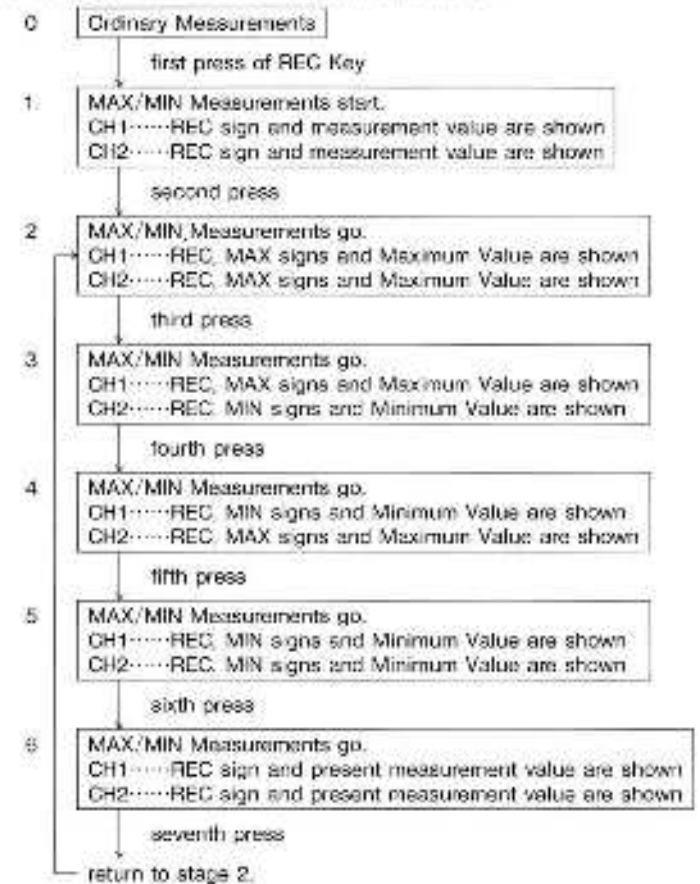 0 Ordinary Measurements
first press of REC Key
1 MAX/MIN Measurements start.
CH1······REC sign and measurement value are shown
CH2······REC sign and measurement value are shown
second press
2 MAX/MIN Measurements go.
CH1······REC, MAX signs and Maximum Value are shown
CH2······REC, MAX signs and Maximum Value are shown
third press
3 MAX/MIN Measurements go.
CH1······REC, MAX signs and Maximum Value are shown
CH2······REC, MIN signs and Minimum Value are shown
fourth press
4 MAX/MIN Measurements go.
CH1······REC, MIN signs and Minimum Value are shown
CH2······REC, MAX signs and Maximum Value are shown
fifth press
5 MAX/MIN Measurements go.
CH1······REC, MIN signs and Minimum Value are shown
CH2······REC, MIN signs and Minimum Value are shown
sixth press
6 MAX/MIN Measurements go.
CH1······REC sign and present measurement value are shown
CH2······REC sign and present measurement value are shown
seventh press
return to stage 2.